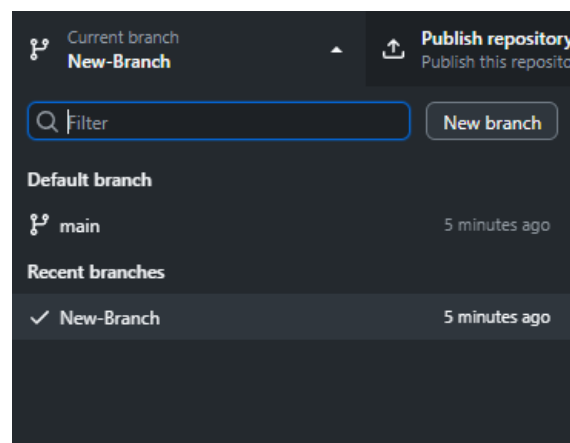 Current branch
New-Branch
Publish repository
Publish this reposito
Filter
New branch
Default branch
main 5 minutes ago
Recent branches
New-Branch 5 minutes ago